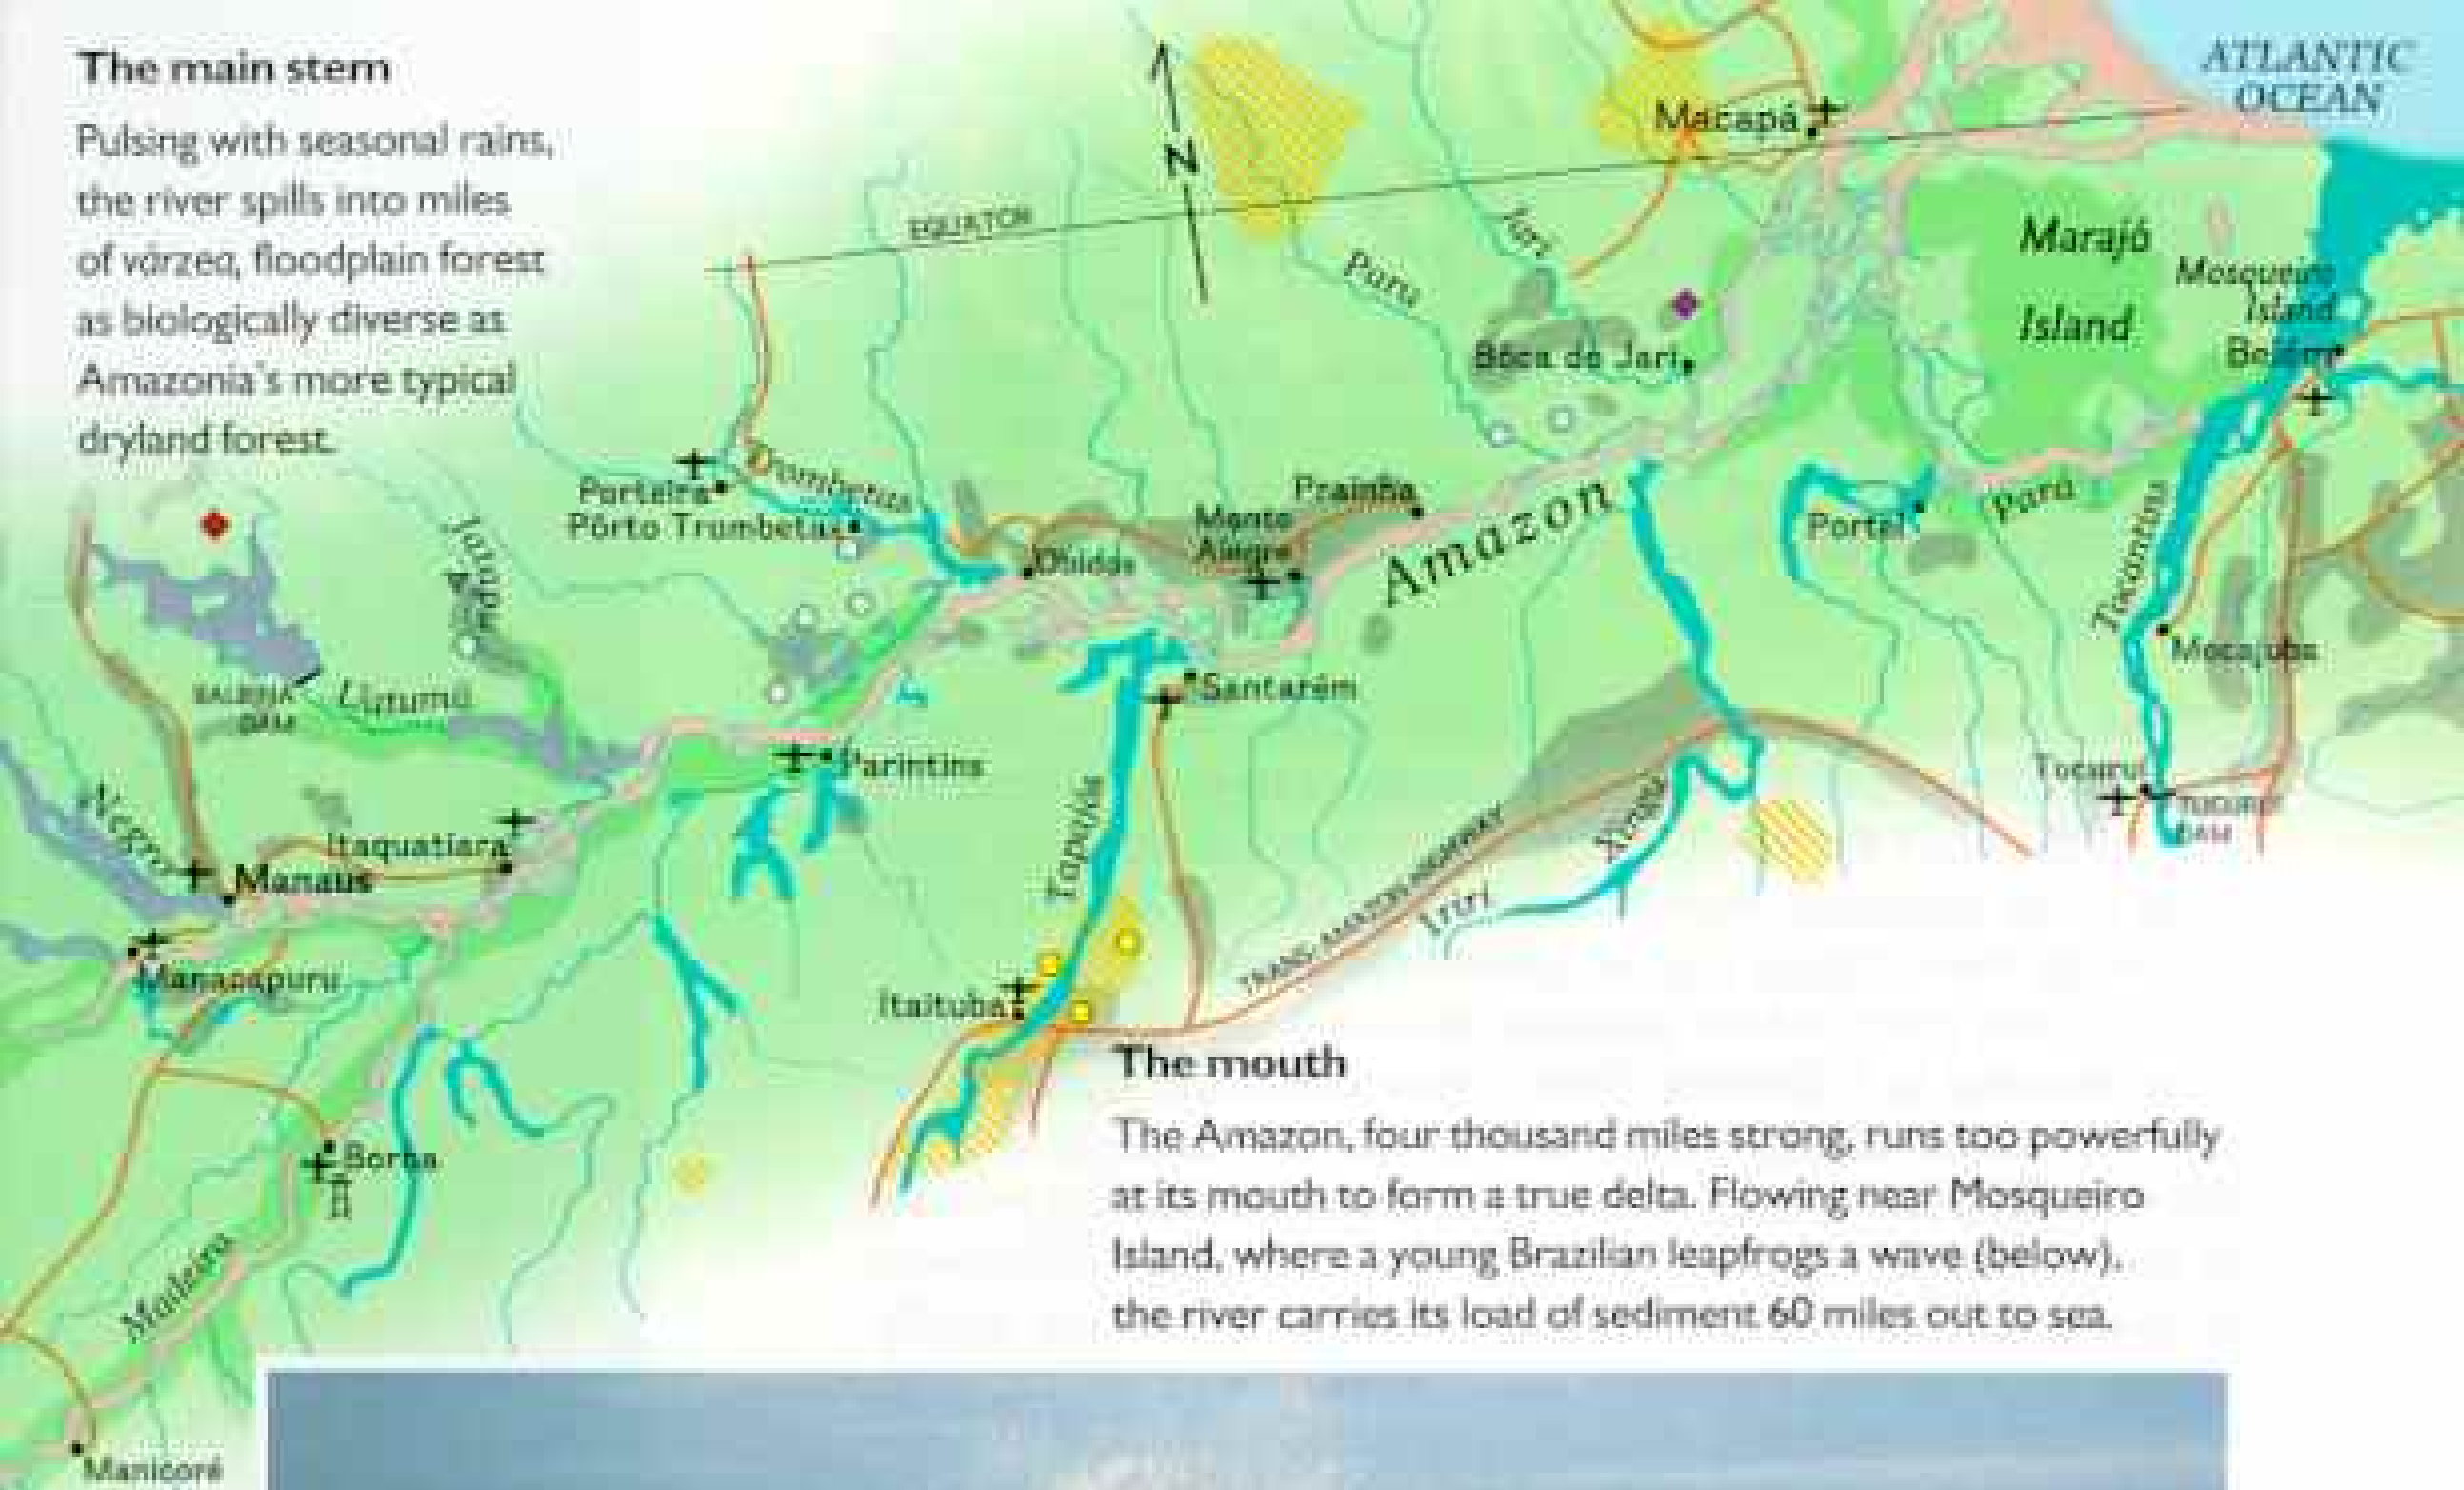 The main stem
Pulsing with seasonal rains,
the river spills into miles
of várzea, floodplain forest
as biologically diverse as
Amazonia's more typical
dryland forest.
ATLANTIC
OCEAN
N
EQUATOR
Macapá
Jari
Paru
Marajó
Island
Mosqueiro
Island
Belém
Bôca do Jari
Trombetas
Porteira
Pôrto Trombetas
Prainha
Monte
Alegre
Obidos
Amazon
Portel
Pará
Tocantins
Mocajuba
BALBINA
DAM
Santarém
Parintins
Negro
Itaquatiara
Manaus
Manacapuru
Tapajós
Xingu
Iriri
TRANS-AMAZON HIGHWAY
Tucuruí
TUCURUÍ
DAM
Itaituba
Borba
Madeira
Manicoré
The mouth
The Amazon, four thousand miles strong, runs too powerfully
at its mouth to form a true delta. Flowing near Mosqueiro
Island, where a young Brazilian leapfrogs a wave (below),
the river carries its load of sediment 60 miles out to sea.